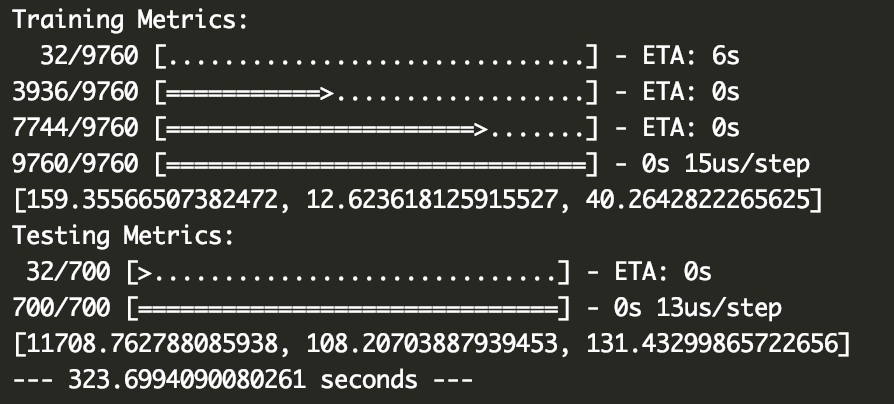 Training Metrics:
32/9760 [..............................] - ETA: 6s
3936/9760 [===========>..................] - ETA: 0s
7744/9760 [======================>.......] - ETA: 0s
9760/9760 [==============================] - 0s 15us/step
[159.35566507382472, 12.623618125915527, 40.2642822265625]
Testing Metrics:
32/700 [>.............................] - ETA: 0s
700/700 [==============================] - 0s 13us/step
[11708.762788085938, 108.20703887939453, 131.43299865722656]
--- 323.6994090080261 seconds ---